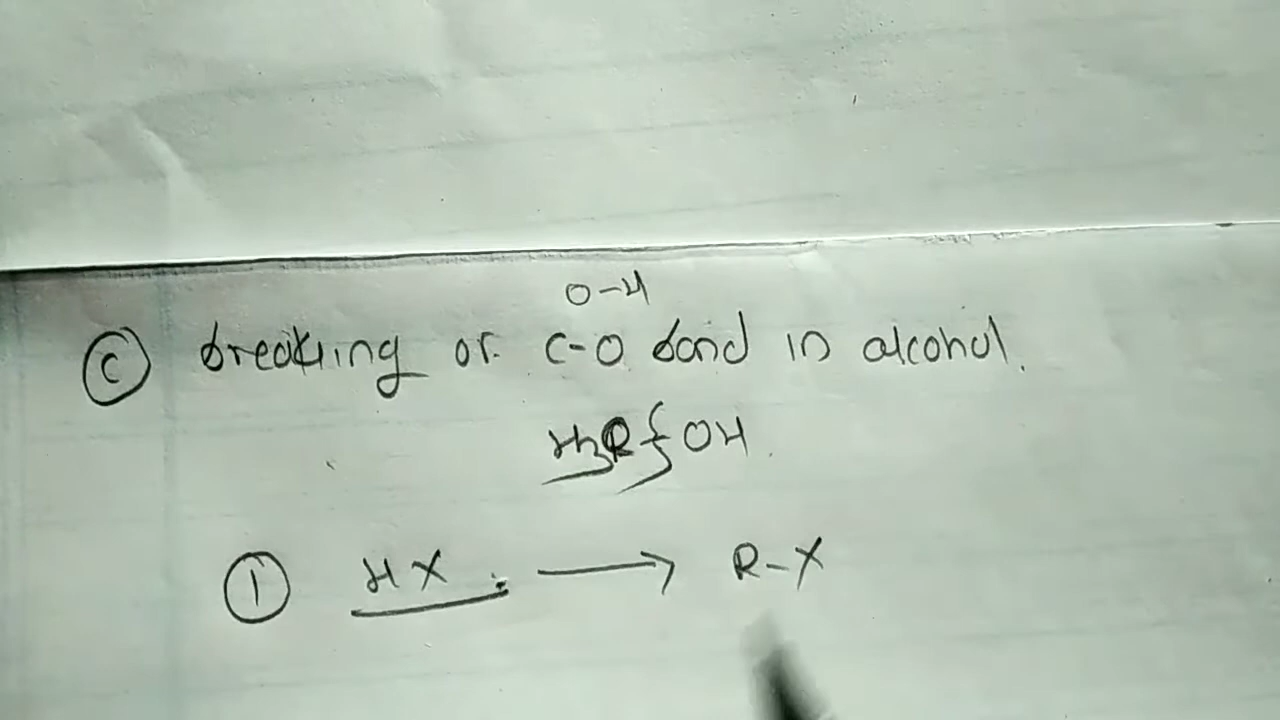 O-H
(C) breaking of C-O bond in alcohol.
R{OH
(1) HX → R-X